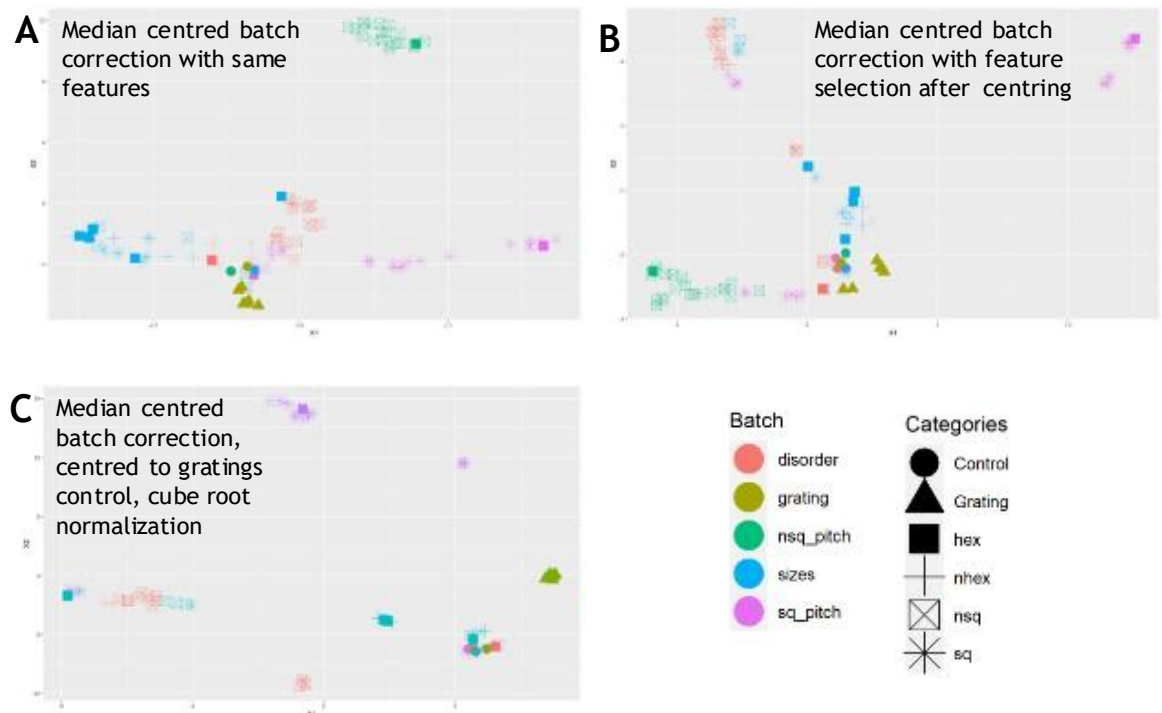 A
Median centred batch
correction with same
features
B
Median centred batch
correction with feature
selection after centring
C
Median centred
batch correction,
centred to gratings
control, cube root
normalization
Batch
disorder
grating
nsq_pitch
sizes
sq_pitch
Categories
Control
Grating
hex
nhex
nsq
sq